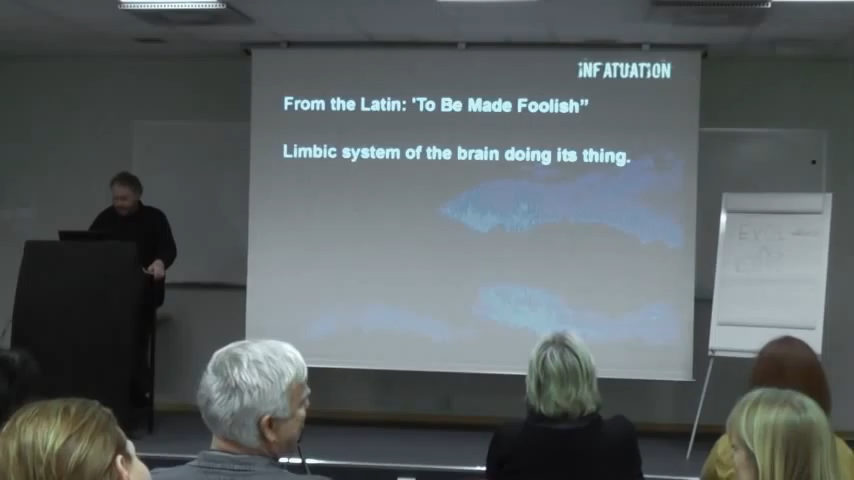 INFATUATION
From the Latin: 'To Be Made Foolish”
Limbic system of the brain doing its thing.